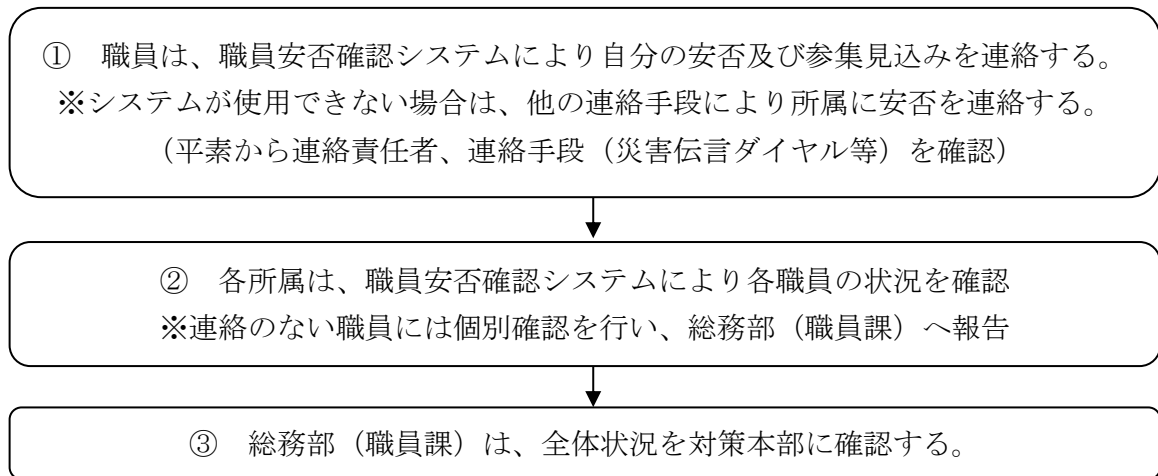 ① 職員は、職員安否確認システムにより自分の安否及び参集見込みを連絡する。
※システムが使用できない場合は、他の連絡手段により所属に安否を連絡する。
（平素から連絡責任者、連絡手段（災害伝言ダイヤル等）を確認）
② 各所属は、職員安否確認システムにより各職員の状況を確認
※連絡のない職員には個別確認を行い、総務部（職員課）へ報告
③ 総務部（職員課）は、全体状況を対策本部に確認する。